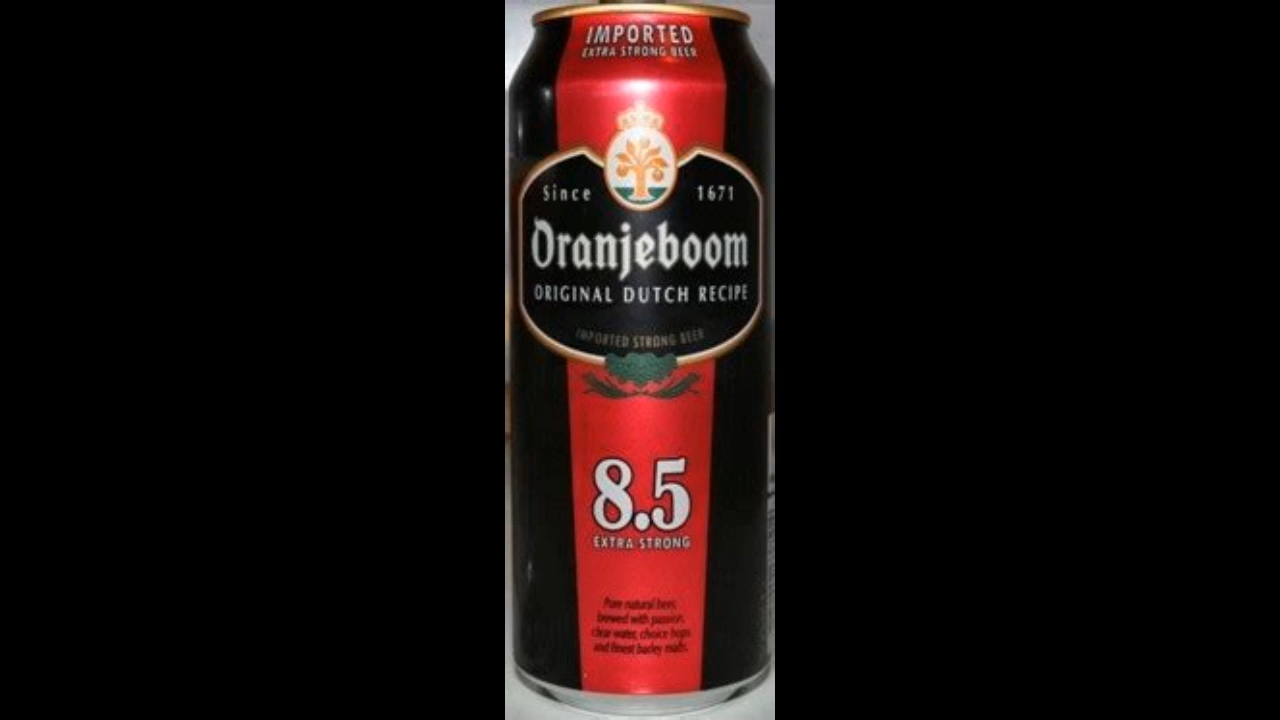 IMPORTED
EXTRA STRONG BEER
Since 1671
Oranjeboom
ORIGINAL DUTCH RECIPE
IMPORTED STRONG BEER
8.5
EXTRA STRONG
Pure natural beer,
brewed with passion,
clear water, choice hops
and finest barley malts.